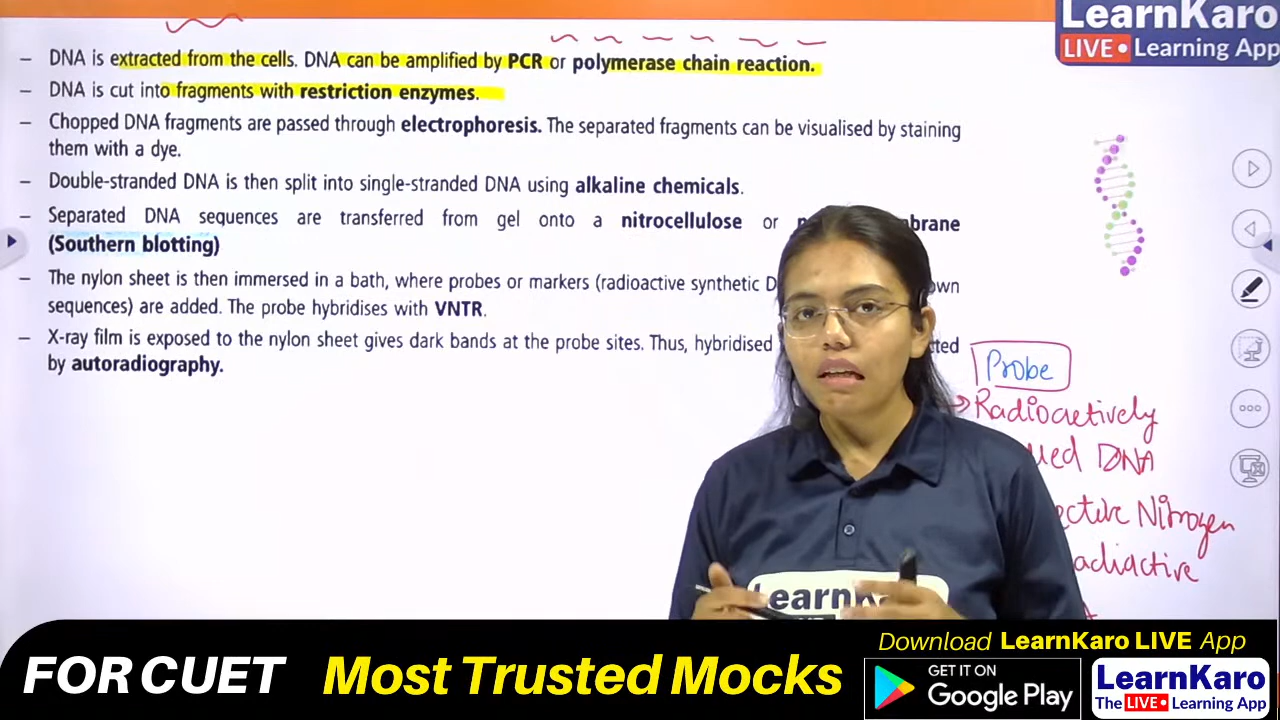 LearnKaro
LIVE • Learning App
– DNA is extracted from the cells. DNA can be amplified by PCR or polymerase chain reaction.
– DNA is cut into fragments with restriction enzymes.
– Chopped DNA fragments are passed through electrophoresis. The separated fragments can be visualised by staining
them with a dye.
– Double-stranded DNA is then split into single-stranded DNA using alkaline chemicals.
– Separated DNA sequences are transferred from gel onto a nitrocellulose or
(Southern blotting)
– The nylon sheet is then immersed in a bath, where probes or markers (radioactive synthetic
sequences) are added. The probe hybridises with VNTR.
– X-ray film is exposed to the nylon sheet gives dark bands at the probe sites. Thus, hybridised
by autoradiography.
Probe
→ Radioactively
DNA
Nitrogen
LearnK
FOR CUET Most Trusted Mocks
Download LearnKaro LIVE App
GET IT ON
Google Play
LearnKaro
The LIVE • Learning App